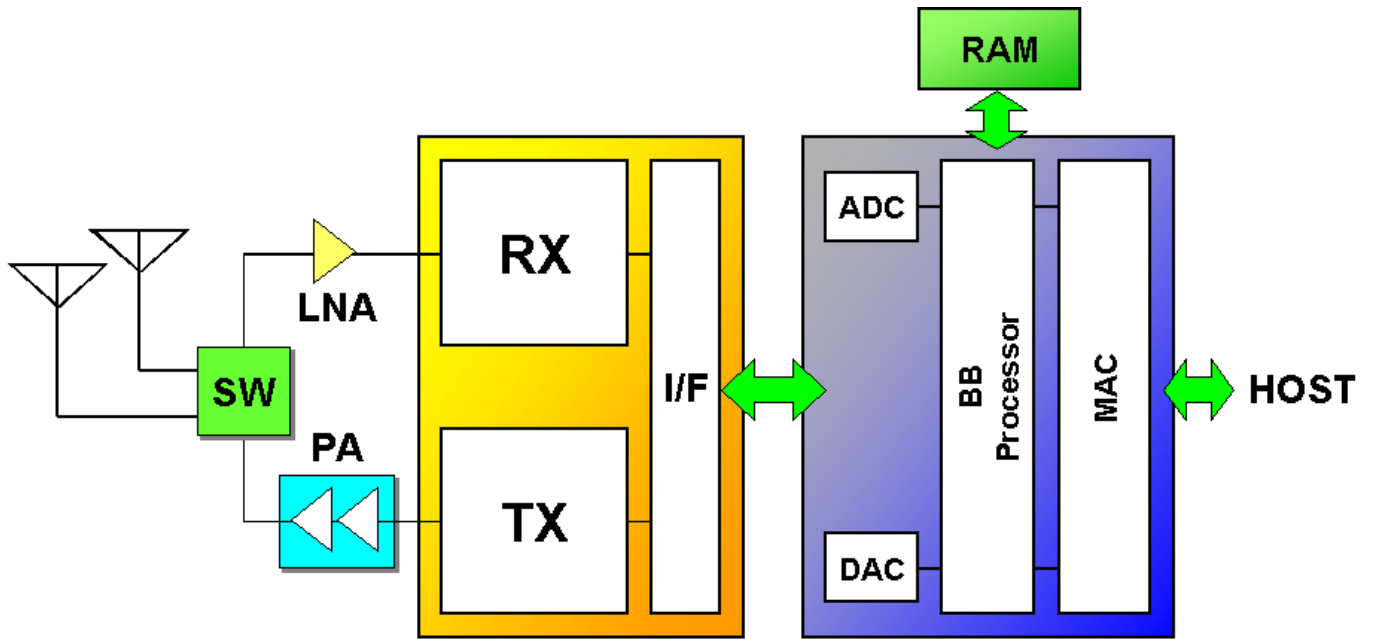 RAM
RX
ADC
LNA
I/F
BB
Processor
MAC
HOST
SW
PA
TX
DAC